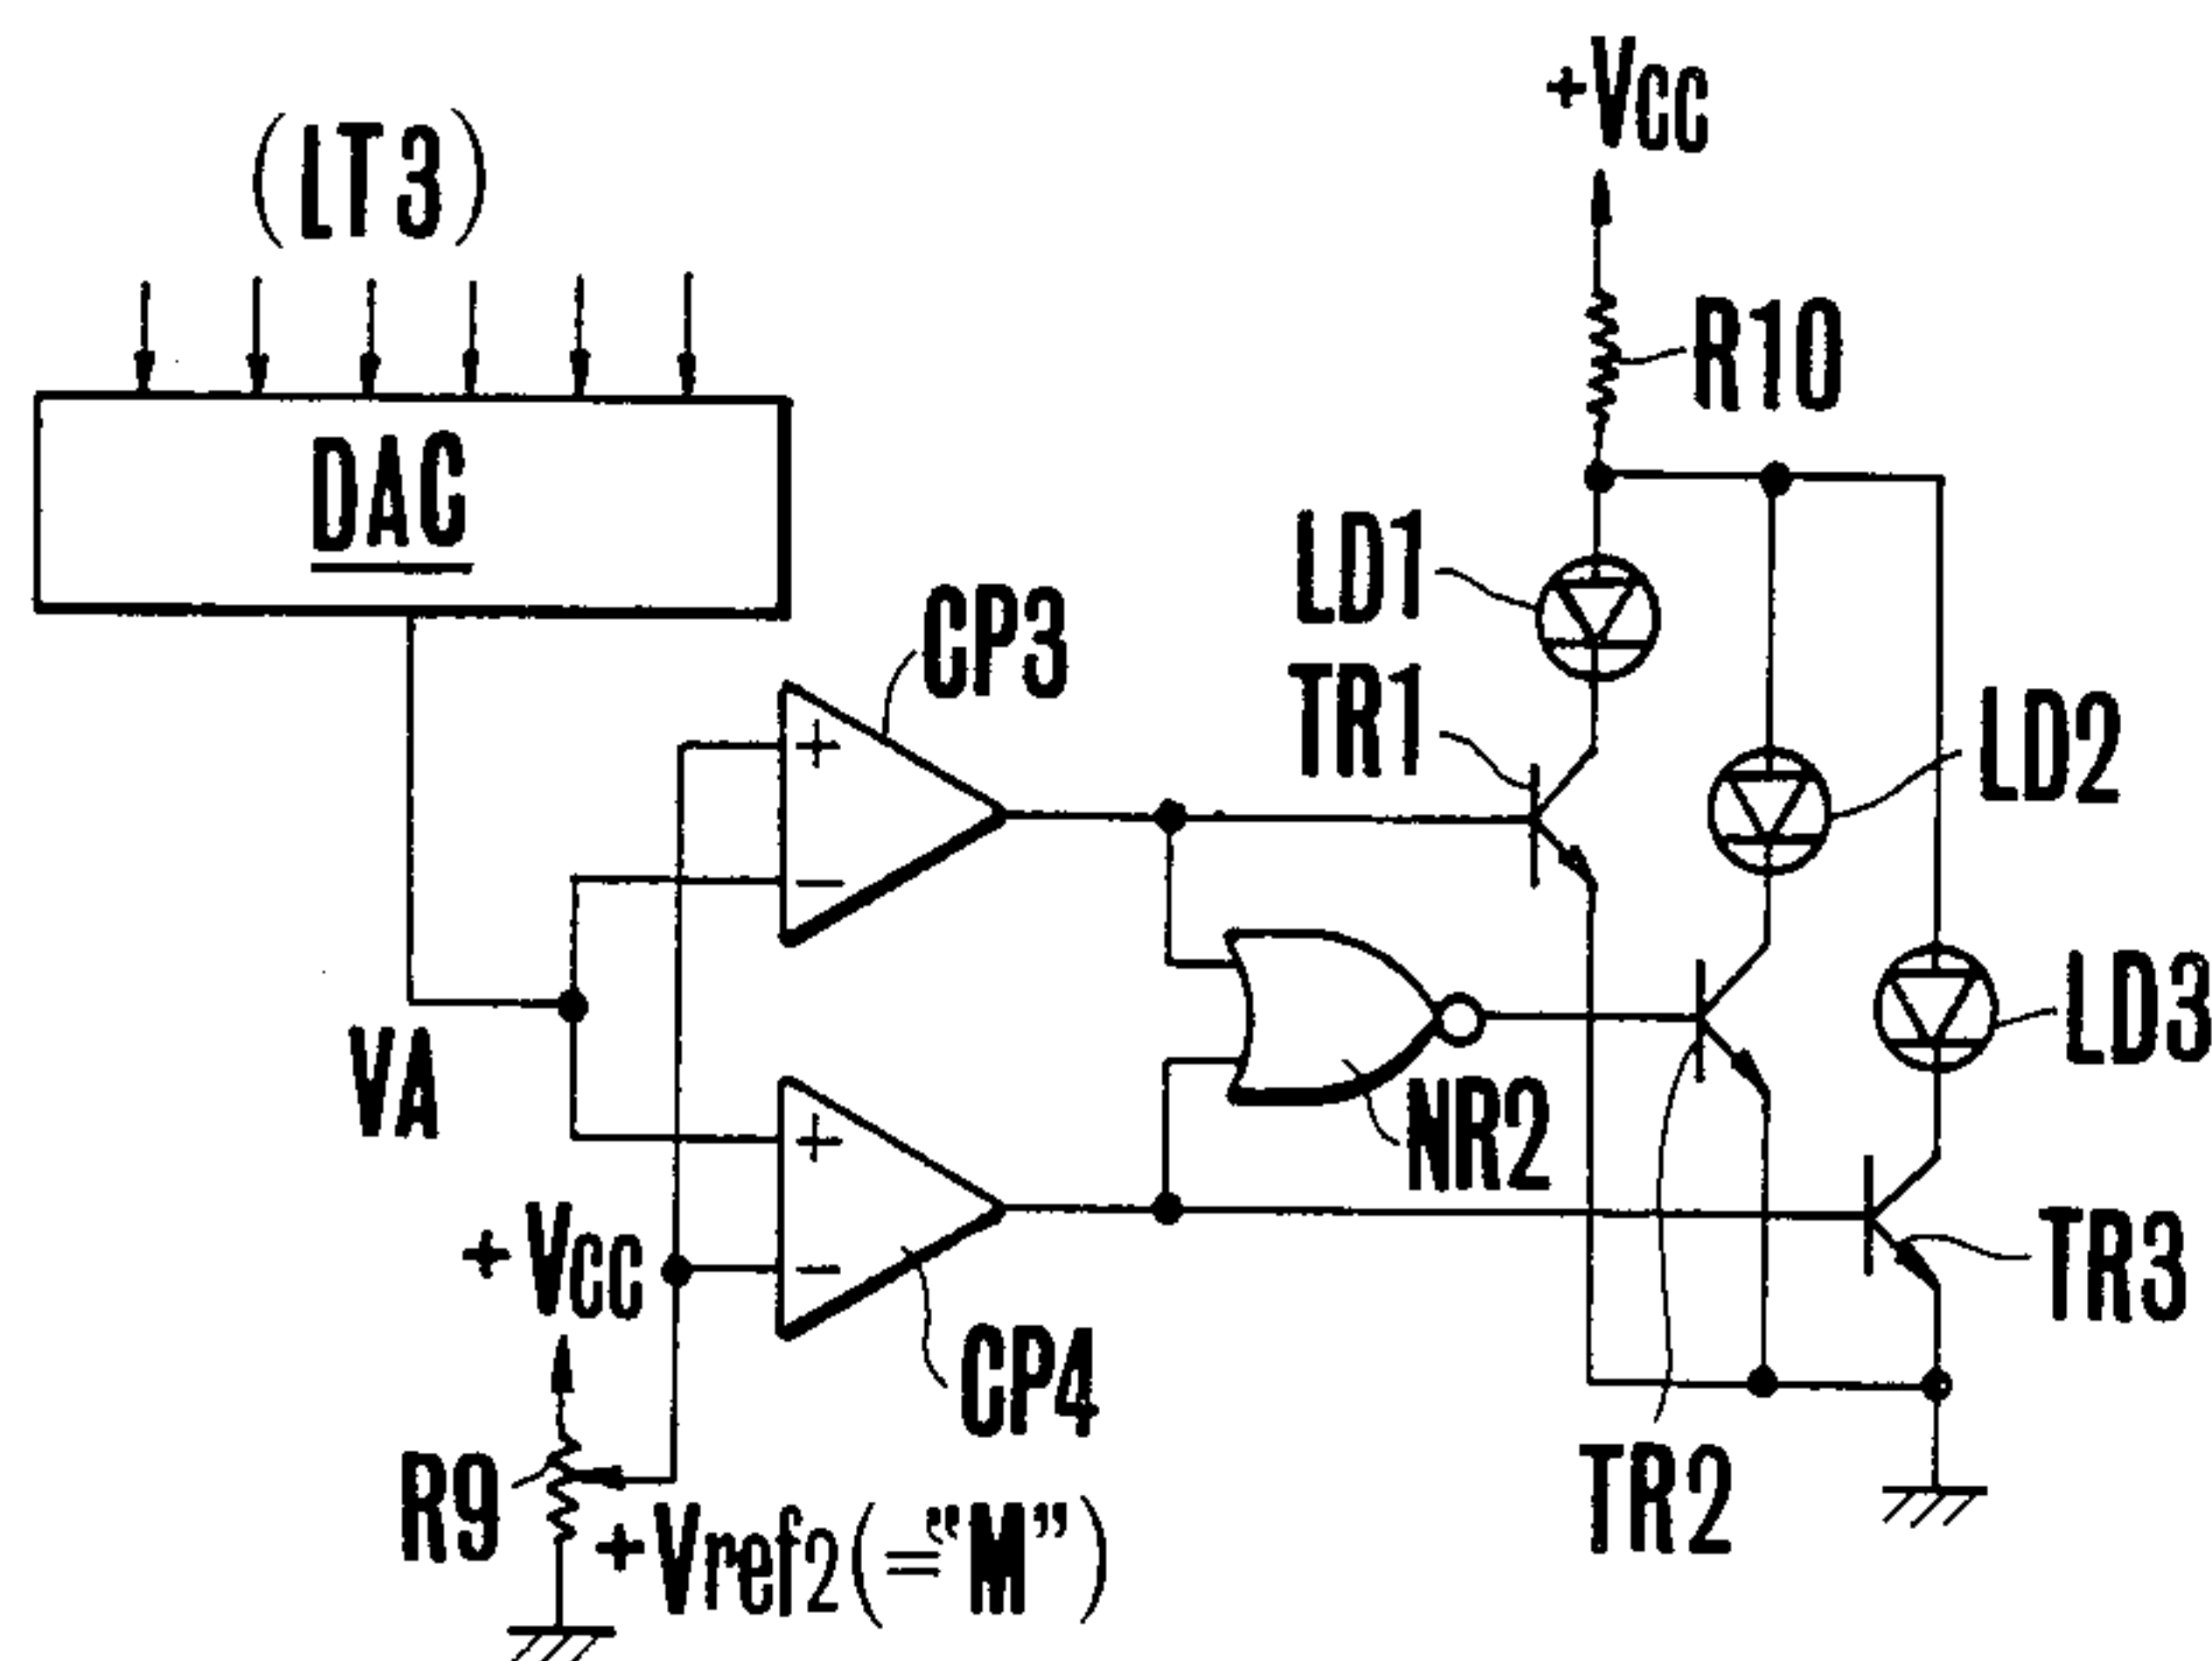 +VCC
(LT3)
R10
DAC
LD1
CP3
TR1
LD2
LD3
VA
NR2
+VCC
TR3
CP4
R9
TR2
+Vref2(="M")
+
−
+
−